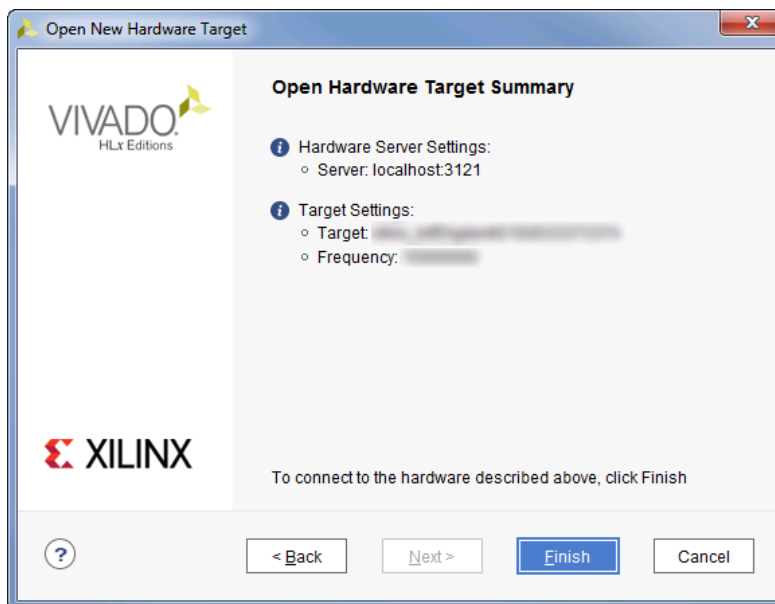 Open New Hardware Target
VIVADO.
HLx Editions
Open Hardware Target Summary
Hardware Server Settings:
Server: localhost:3121
Target Settings:
Target:
Frequency:
XILINX
To connect to the hardware described above, click Finish
?
< Back
Next >
Finish
Cancel